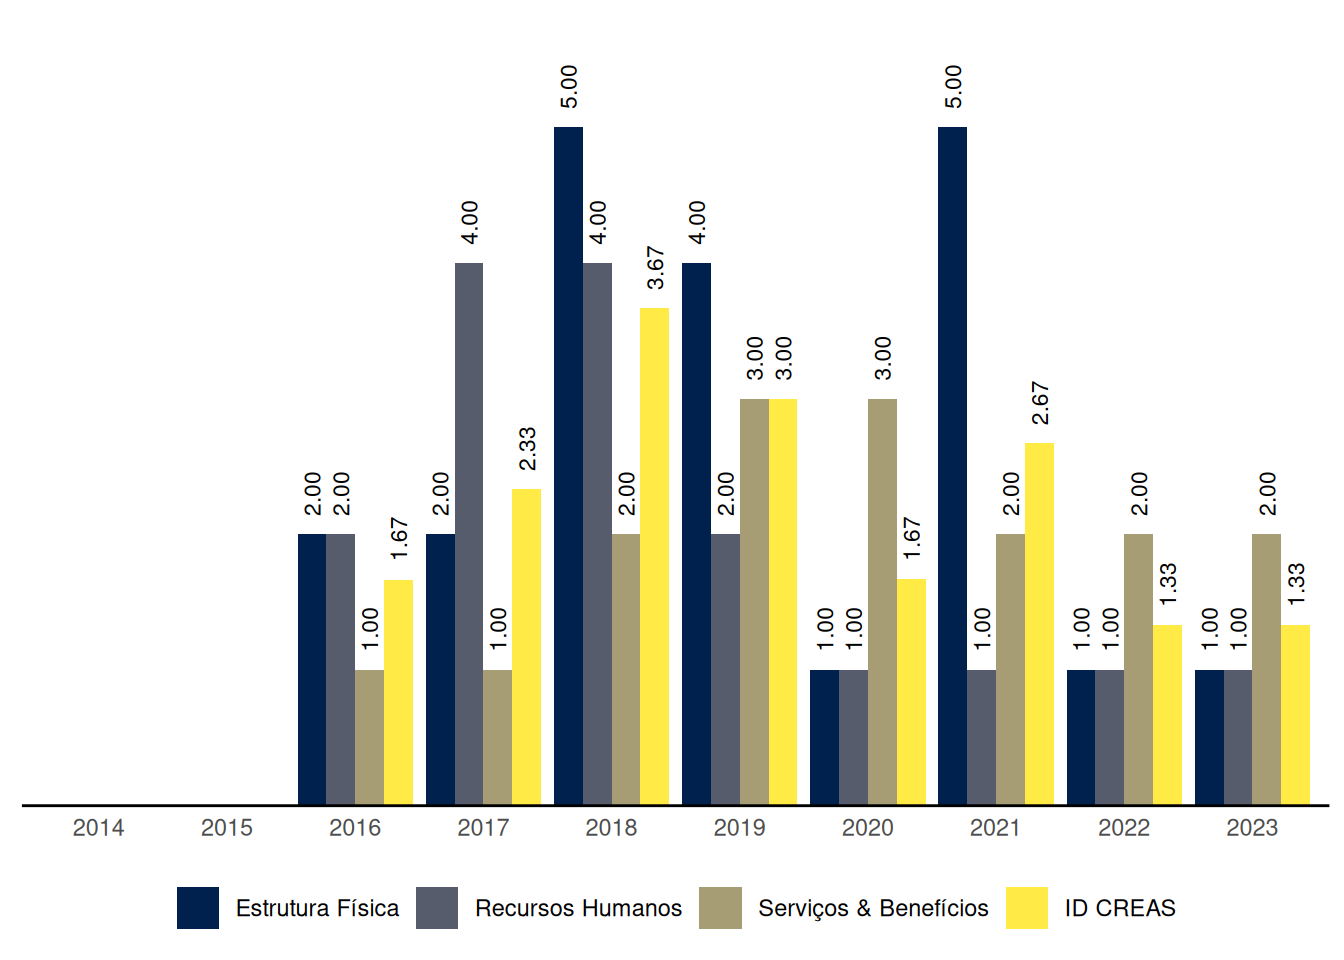 5.00 5.00
4.00 4.00 4.00
3.67
3.00 3.00 3.00
2.67
2.33
2.00 2.00 2.00 2.00 2.00 2.00 2.00 2.00
1.67 1.67
1.33 1.33
1.00 1.00 1.00 1.00 1.00 1.00 1.00 1.00 1.00
2014 2015 2016 2017 2018 2019 2020 2021 2022 2023
Estrutura Física Recursos Humanos Serviços & Benefícios ID CREAS